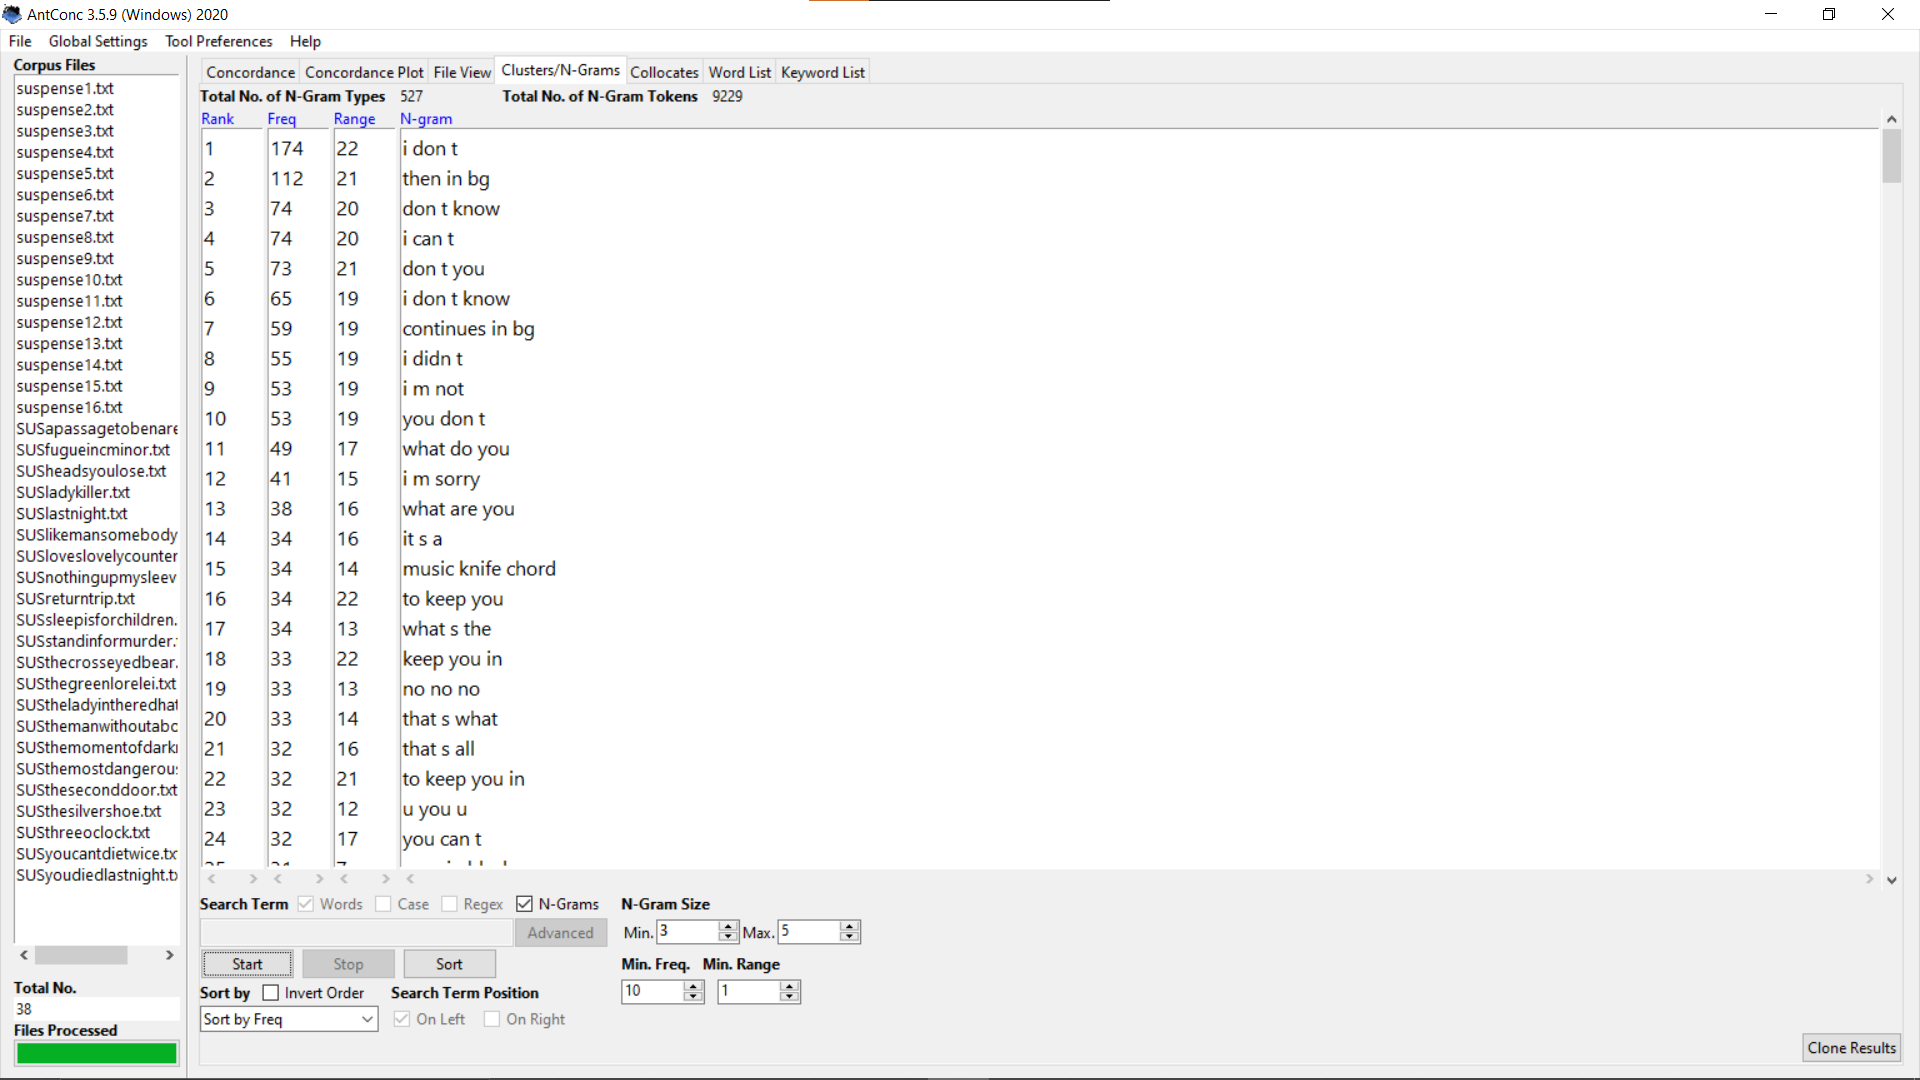 AntConc 3.5.9 (Windows) 2020
File Global Settings Tool Preferences Help
Corpus Files
suspense1.txt
suspense2.txt
suspense3.txt
suspense4.txt
suspense5.txt
suspense6.txt
suspense7.txt
suspense8.txt
suspense9.txt
suspense10.txt
suspense11.txt
suspense12.txt
suspense13.txt
suspense14.txt
suspense15.txt
suspense16.txt
SUSapassagetobenare
SUSfugueincminor.txt
SUSheadsyoulose.txt
SUSladykiller.txt
SUSlastnight.txt
SUSlikemansomebody
SUSloveslovelycounter
SUSnothingupmysleev
SUSreturntrip.txt
SUSsleepisforchildren.
SUSstandinformurder.
SUSthecrosseyedbear.
SUSthegreenlorelei.txt
SUStheladyintheredhat
SUSthemanwithoutabo
SUSthemomentofdark
SUSthemostdangerou
SUStheseconddoor.txt
SUSthesilvershoe.txt
SUSthreeoclock.txt
SUSyoucantdietwice.tx
SUSyoudiedlastnight.t
Total No.
38
Files Processed
Concordance Concordance Plot File View Clusters/N-Grams Collocates Word List Keyword List
Total No. of N-Gram Types 527 Total No. of N-Gram Tokens 9229
Rank Freq Range N-gram
1 174 22 i don t
2 112 21 then in bg
3 74 20 don t know
4 74 20 i can t
5 73 21 don t you
6 65 19 i don t know
7 59 19 continues in bg
8 55 19 i didn t
9 53 19 i m not
10 53 19 you don t
11 49 17 what do you
12 41 15 i m sorry
13 38 16 what are you
14 34 16 it s a
15 34 14 music knife chord
16 34 22 to keep you
17 34 13 what s the
18 33 22 keep you in
19 33 13 no no no
20 33 14 that s what
21 32 16 that s all
22 32 21 to keep you in
23 32 12 u you u
24 32 17 you can t
Search Term Words Case Regex N-Grams N-Gram Size
Advanced Min. 3 Max. 5
Start Stop Sort Min. Freq. Min. Range
Sort by Invert Order Search Term Position 10 1
Sort by Freq On Left On Right
Clone Results